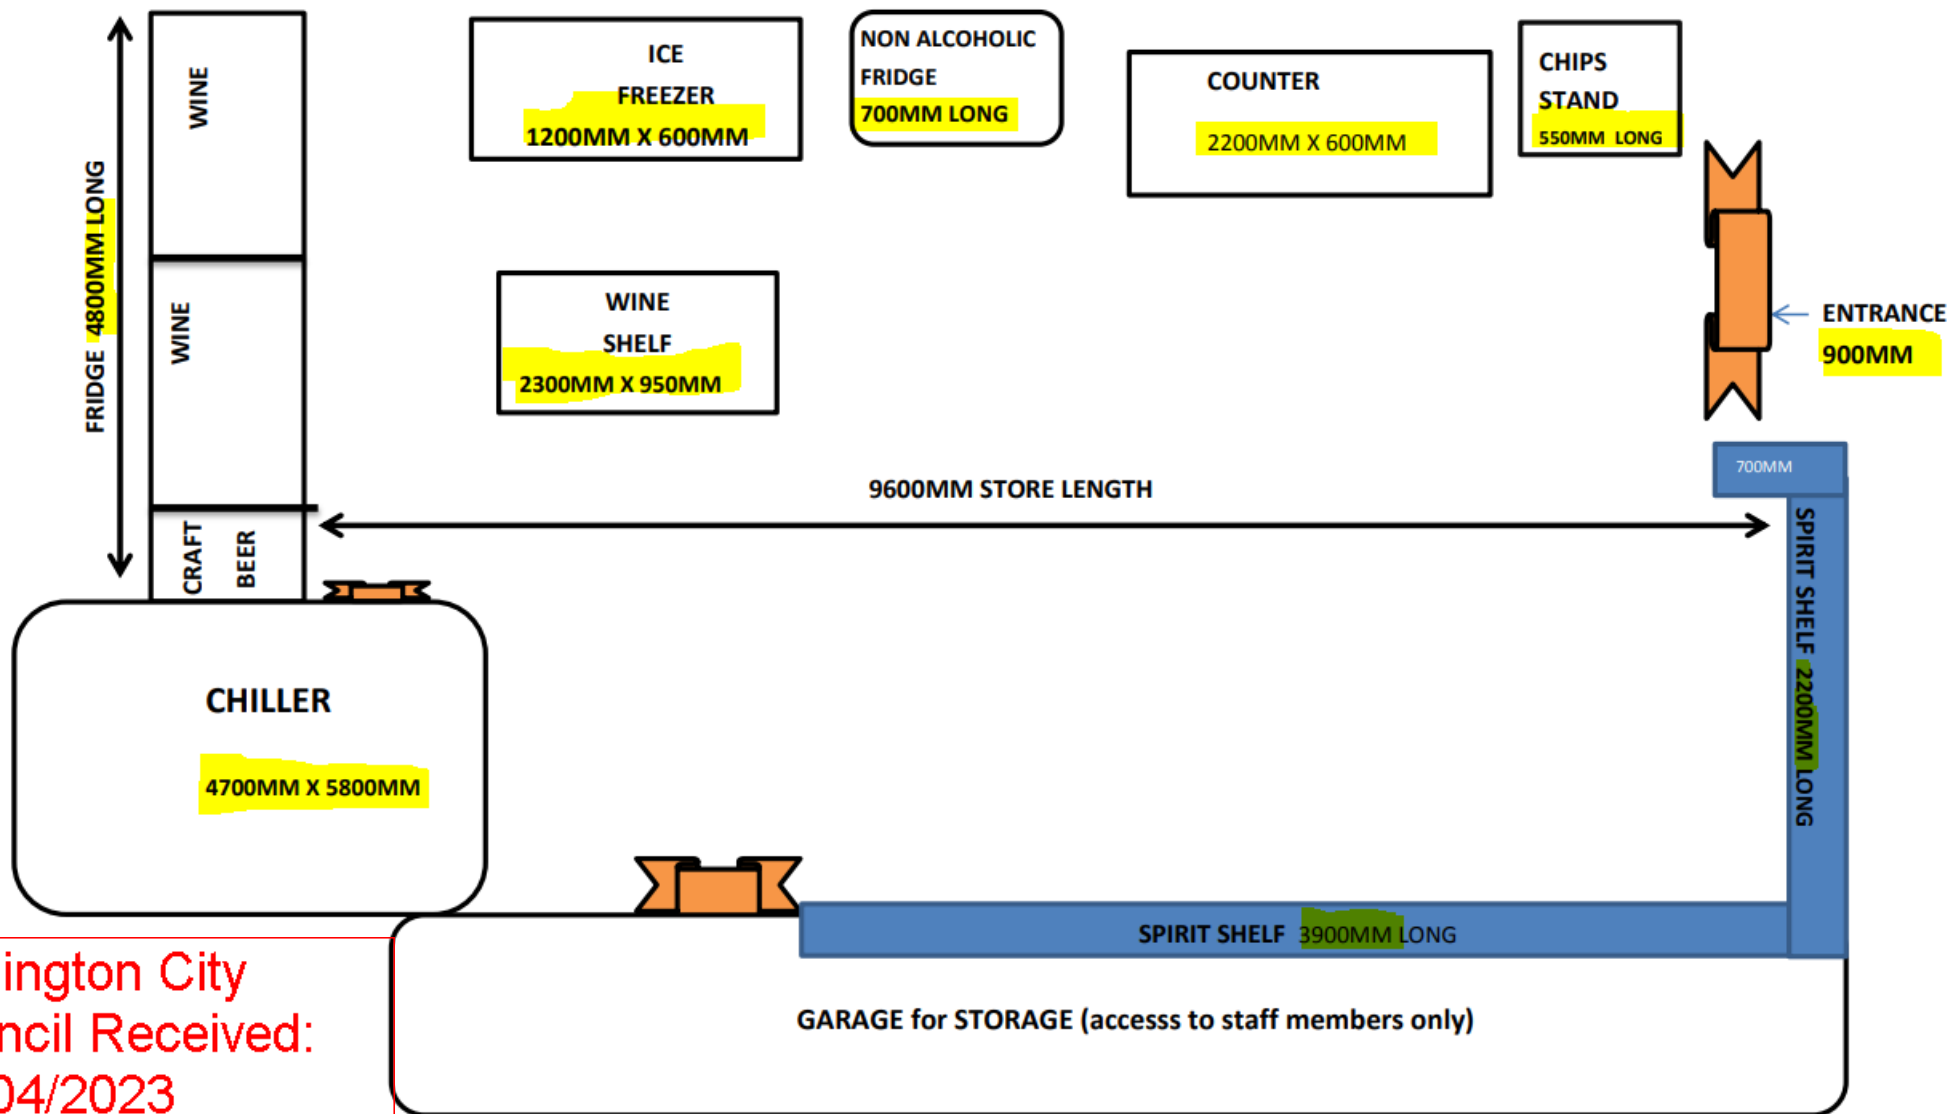 WINE
ICE
FREEZER
1200MM X 600MM
NON ALCOHOLIC
FRIDGE
700MM LONG
COUNTER
2200MM X 600MM
CHIPS
STAND
550MM LONG
FRIDGE 4800MM LONG
WINE
WINE
SHELF
2300MM X 950MM
ENTRANCE
900MM
700MM
9600MM STORE LENGTH
CRAFT
BEER
SPIRIT SHELF 2200MM LONG
CHILLER
4700MM X 5800MM
SPIRIT SHELF 3900MM LONG
GARAGE for STORAGE (accesss to staff members only)
ington City
ncil Received:
04/2023